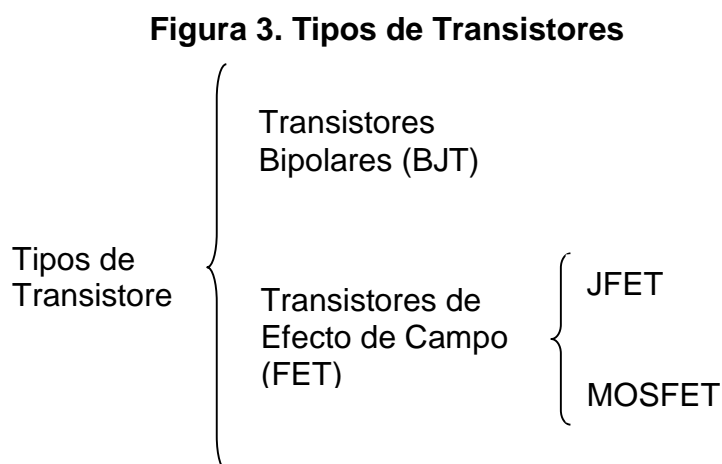 Figura 3. Tipos de Transistores
Transistores
Bipolares (BJT)
Tipos de
Transistore
Transistores de
Efecto de Campo
(FET)
JFET
MOSFET